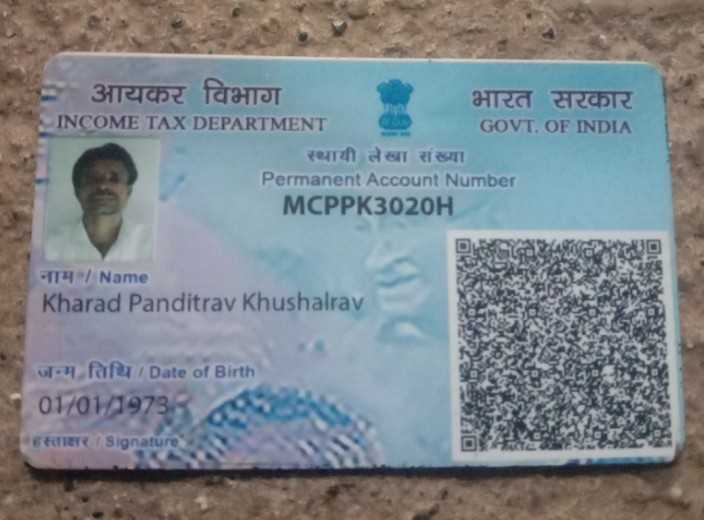 आयकर विभाग
INCOME TAX DEPARTMENT
भारत सरकार
GOVT. OF INDIA
स्थायी लेखा संख्या
Permanent Account Number
MCPPK3020H
नाम / Name
Kharad Panditrav Khushalrav
जन्म तिथि / Date of Birth
01/01/1973
हस्ताक्षर / Signature